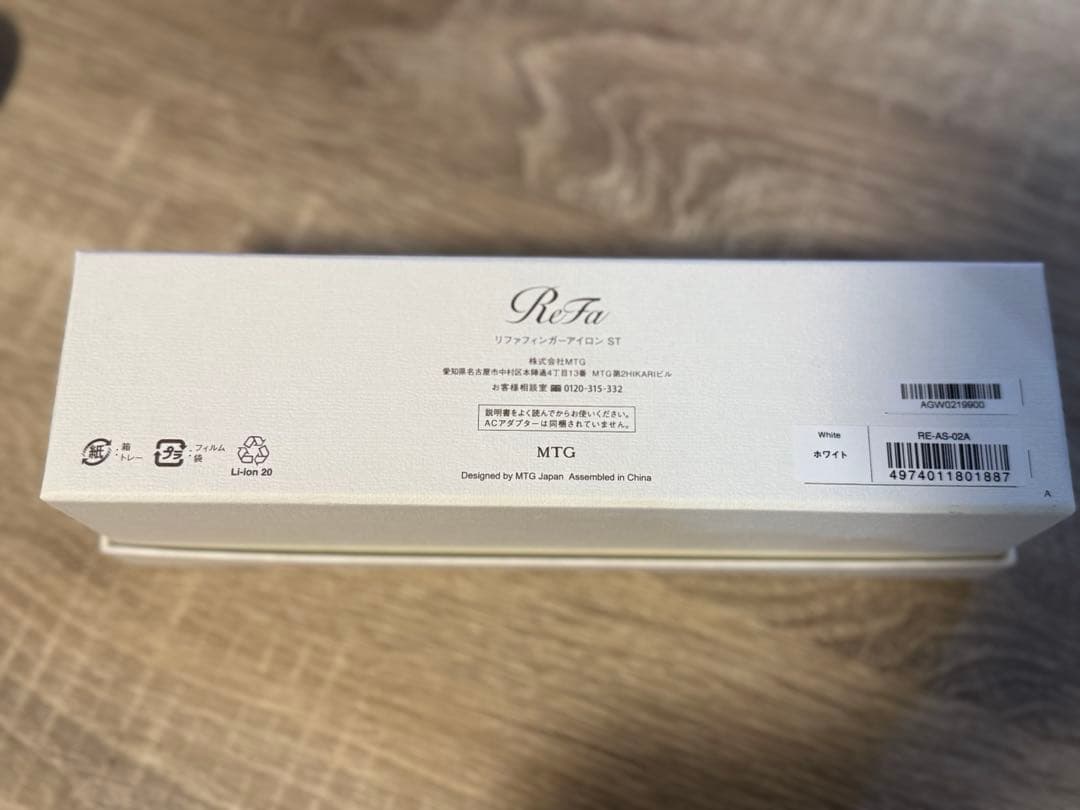 ReFa
リファフィンガーアイロン ST
株式会社MTG
愛知県名古屋市中村区本陣通4丁目13番 MTG第2HIKARIビル
お客様相談室 0120-315-332
説明書をよく読んでからお使いください。
ACアダプターは同梱されていません。
MTG
Designed by MTG Japan Assembled in China
紙 : 箱
トレー
プラ : フィルム
袋
Li-ion 20
AGW0219900
White
ホワイト
RE-AS-02A
4974011801887
A